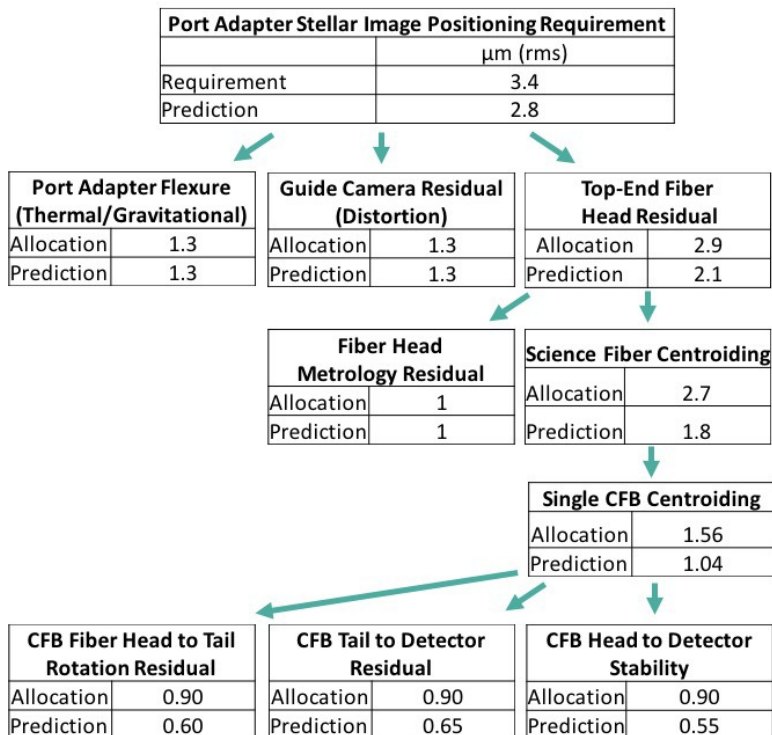 Port Adapter Stellar Image Positioning Requirement
µm (rms)
Requirement 3.4
Prediction 2.8
Port Adapter Flexure
(Thermal/Gravitational)
Allocation 1.3
Prediction 1.3
Guide Camera Residual
(Distortion)
Allocation 1.3
Prediction 1.3
Top-End Fiber
Head Residual
Allocation 2.9
Prediction 2.1
Fiber Head
Metrology Residual
Allocation 1
Prediction 1
Science Fiber Centroiding
Allocation 2.7
Prediction 1.8
Single CFB Centroiding
Allocation 1.56
Prediction 1.04
CFB Fiber Head to Tail
Rotation Residual
Allocation 0.90
Prediction 0.60
CFB Tail to Detector
Residual
Allocation 0.90
Prediction 0.65
CFB Head to Detector
Stability
Allocation 0.90
Prediction 0.55